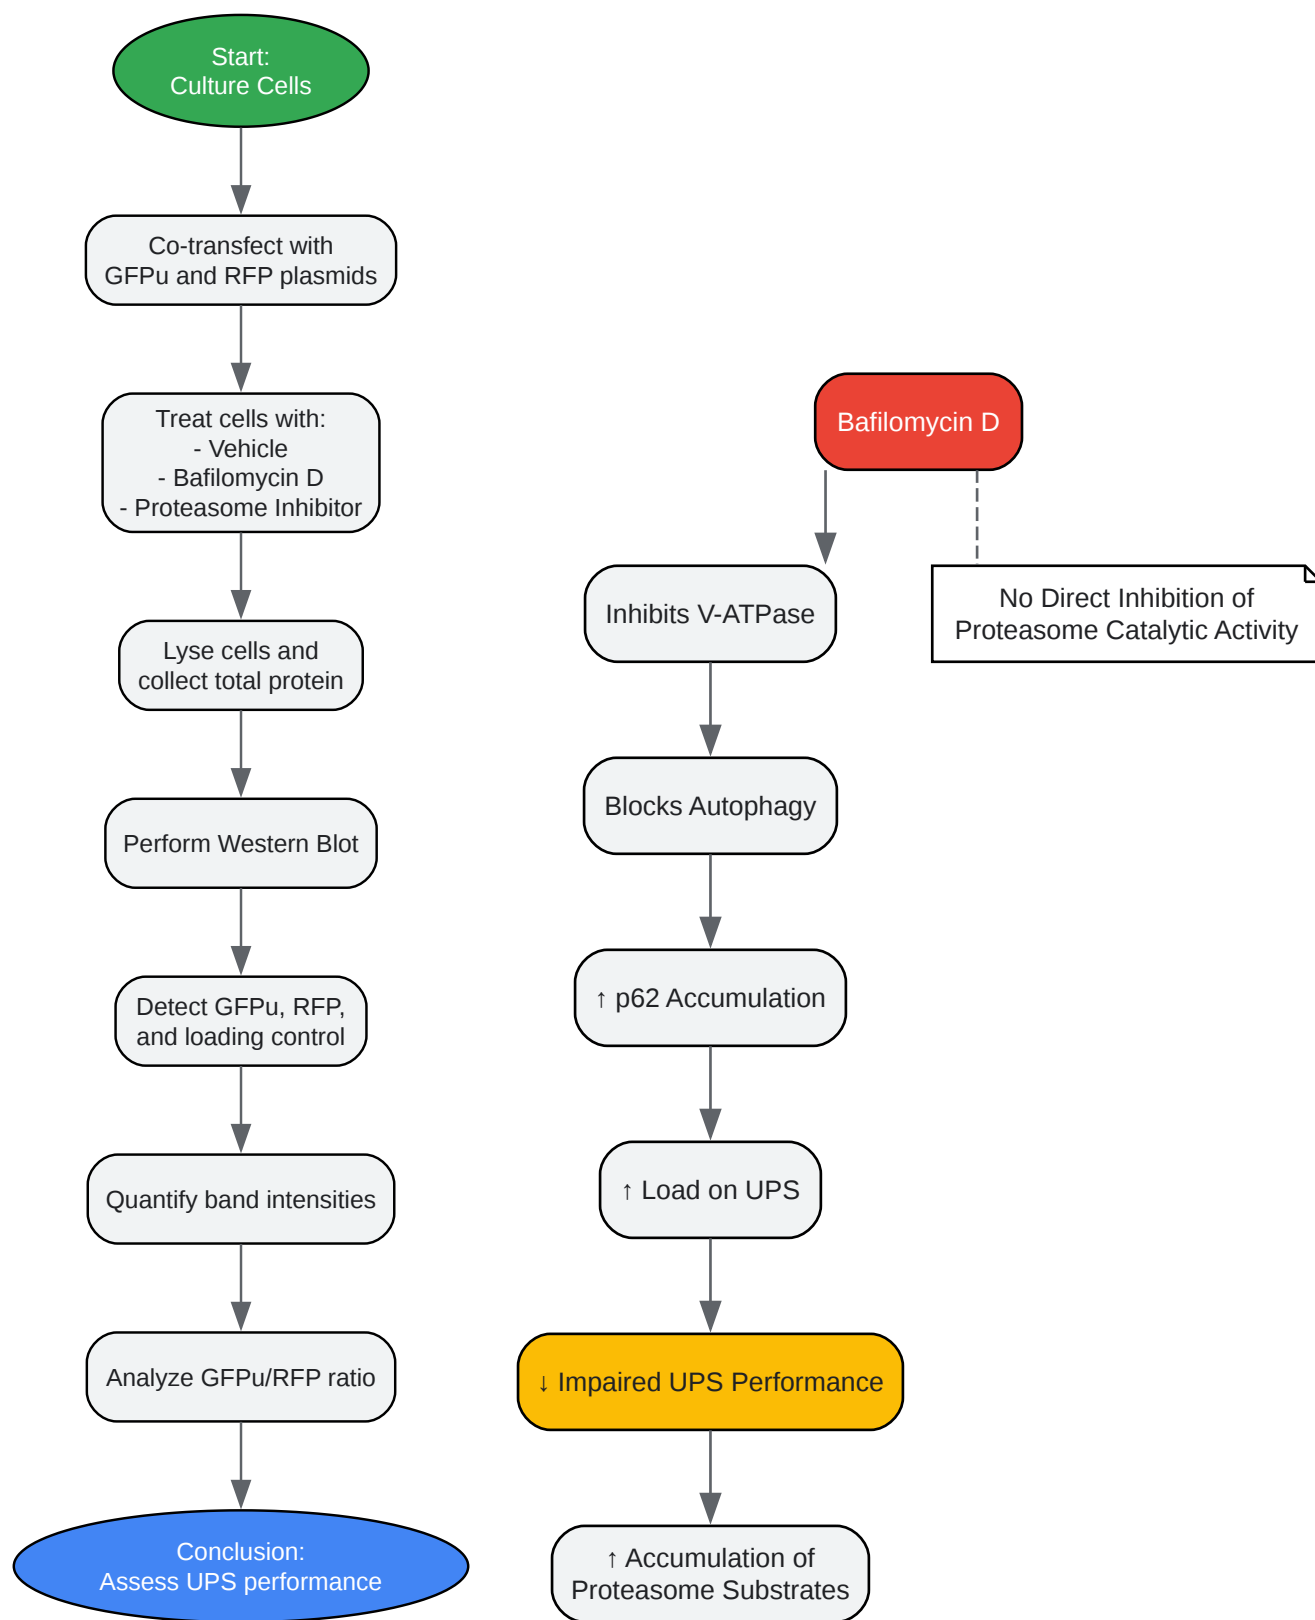 Start:
Culture Cells
Co-transfect with
GFPu and RFP plasmids
Treat cells with:
- Vehicle
- Bafilomycin D
- Proteasome Inhibitor
Lyse cells and
collect total protein
Perform Western Blot
Detect GFPu, RFP,
and loading control
Quantify band intensities
Analyze GFPu/RFP ratio
Conclusion:
Assess UPS performance
Bafilomycin D
Inhibits V-ATPase
No Direct Inhibition of
Proteasome Catalytic Activity
Blocks Autophagy
↑ p62 Accumulation
↑ Load on UPS
↓ Impaired UPS Performance
↑ Accumulation of
Proteasome Substrates